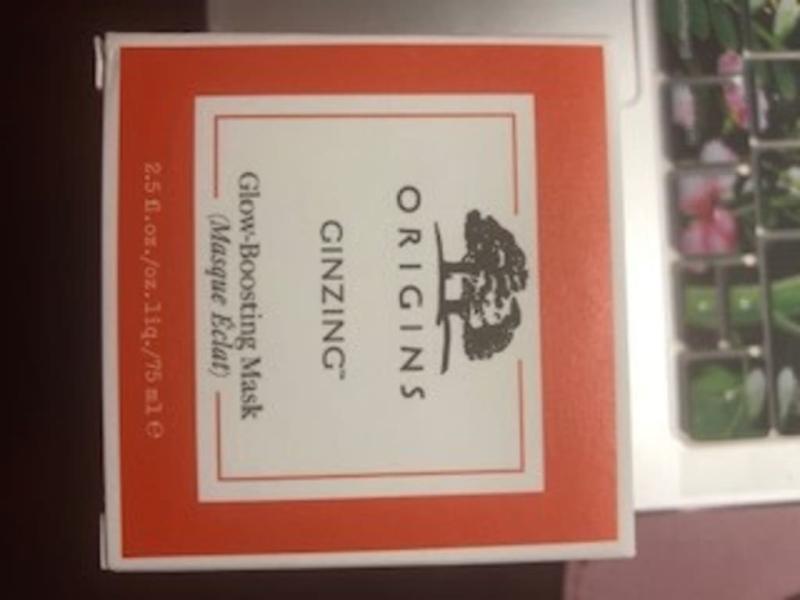 ORIGINS
GINZING™
Glow-Boosting Mask
(Masque Éclat)
2.5 fl.oz./oz.liq./75 ml ℮